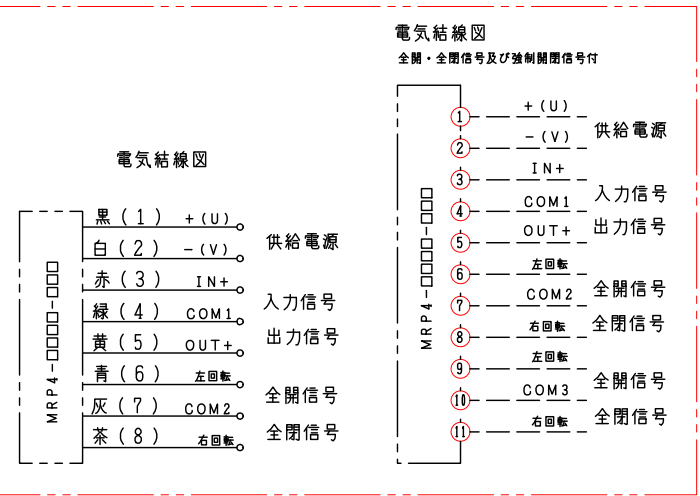 電気結線図
黒(1) +(U)
白(2) -(V)
供給電源
赤(3) IN+
入力信号
緑(4) COM1
出力信号
黄(5) OUT+
青(6) 左回転
全開信号
灰(7) COM2
全閉信号
茶(8) 右回転
MRP4-□□□□-□□□
電気結線図
全開・全閉信号及び強制開閉信号付
① +(U)
供給電源
② -(V)
③ IN+
入力信号
④ COM1
出力信号
⑤ OUT+
⑥ 左回転
全開信号
⑦ COM2
全閉信号
⑧ 右回転
⑨ 左回転
全開信号
⑩ COM3
全閉信号
⑪ 右回転
MRP4-□□□□-□□□